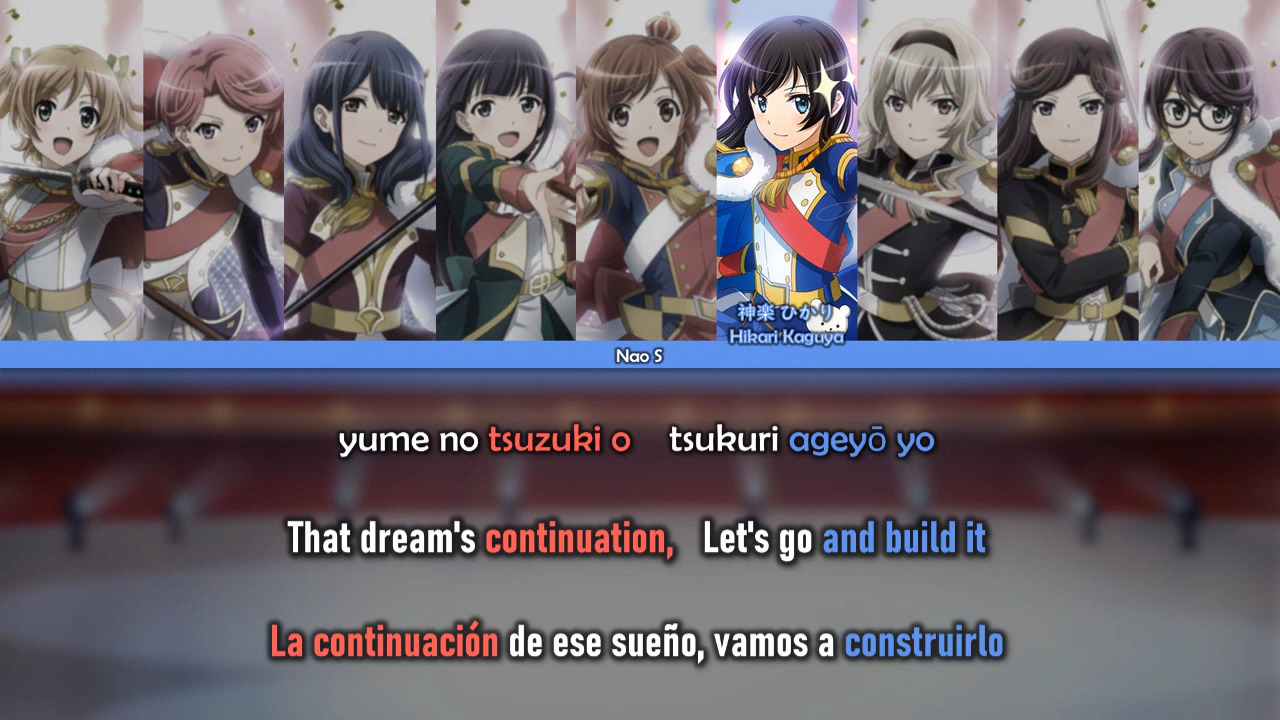 神楽 ひかり
Hikari Kaguya
Nao S
yume no tsuzuki o tsukuri ageyō yo
That dream's continuation, Let's go and build it
La continuación de ese sueño, vamos a construirlo